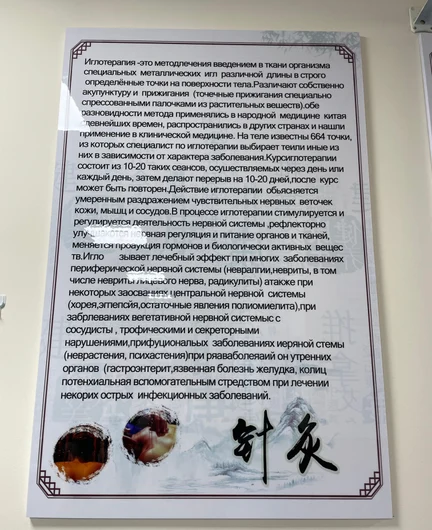 Иглотерапия -это методлечения введением в ткани организма
специальных металлических игл различной длины в строго
определённые точки на поверхности тела.Различают собственно
акупунктуру и прижигания (точечные прижигания специально
спрессованными палочками из растительных веществ).обе
разновидности метода применялись в народной медицине китая
древнейших времен, распространились в других странах и нашли
применение в клинической медицине. На теле известны 664 точки,
из которых специалист по иглотерапии выбирает теили иные из
них в зависимости от характера заболевания.Курсиглотерапии
состоит из 10-20 таких сеансов, осуществляемых через день или
каждый день, затем делают перерыв на 10-20 дней,после курс
может быть повторен.Действие иглотерапии обьясняется
умеренным раздражением чувствительных нервных веточек
кожи, мышц и сосудов.В процессе иглотерапии стимулируется и
регулируется деятельность нервной системы ,рефлекторно
нервная регуляция и питание органов и тканей,
меняется продукция гормонов и биологически активных вещес
тв.Игло зывает лечебный эффект при многих заболеваниях
периферической нервной системы (невралгии,невриты, в том
числе невриты лицевого нерва, радикулиты) атакже при
некоторых заосваниях центральной нервной системы
(хорея,эгпепсйя,остаточные явления полиомиелита),при
забрлеваниях вегетативной нервной системыс с
сосудисты , трофическими и секреторными
нарушениями,прифуциональых заболеваниях иеряной стемы
(неврастения, психастения)при рявавалеяаий он утренних
органов (гастроэнтерит,язвенная болезнь желудка, колиц
потенхиальная вспомогательным стредством при лечении
некорих острых инфекционных заболеваний.
针灸